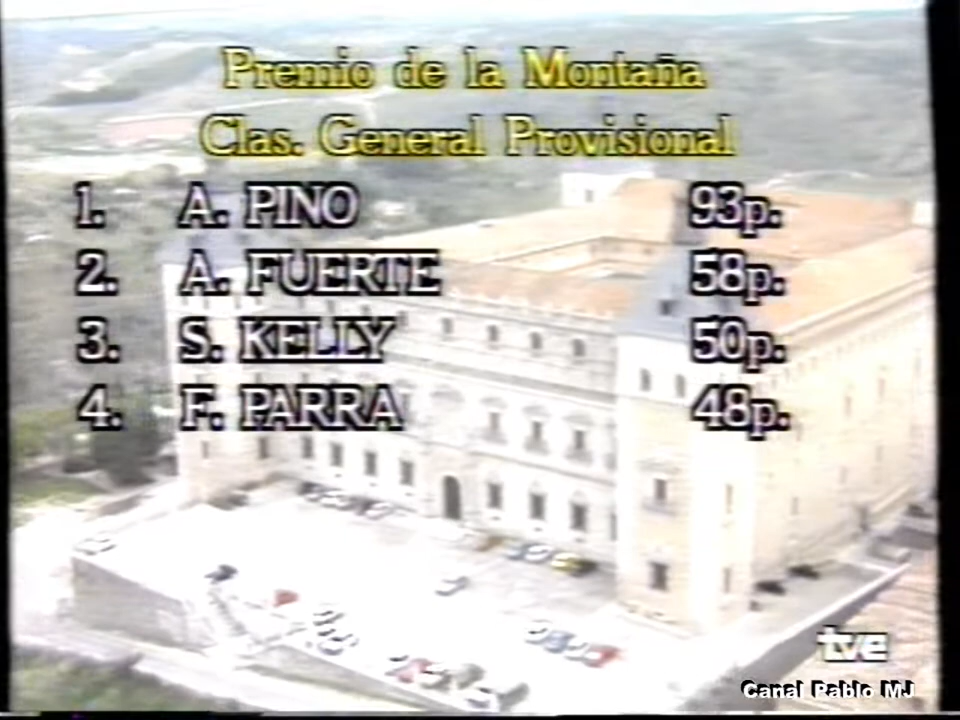 Premio de la Montaña
Clas. General Provisional
1. A. PINO 93p.
2. A. FUERTE 58p.
3. S. KELLY 50p.
4. F. PARRA 48p.
tve
Canal Pablo MJ